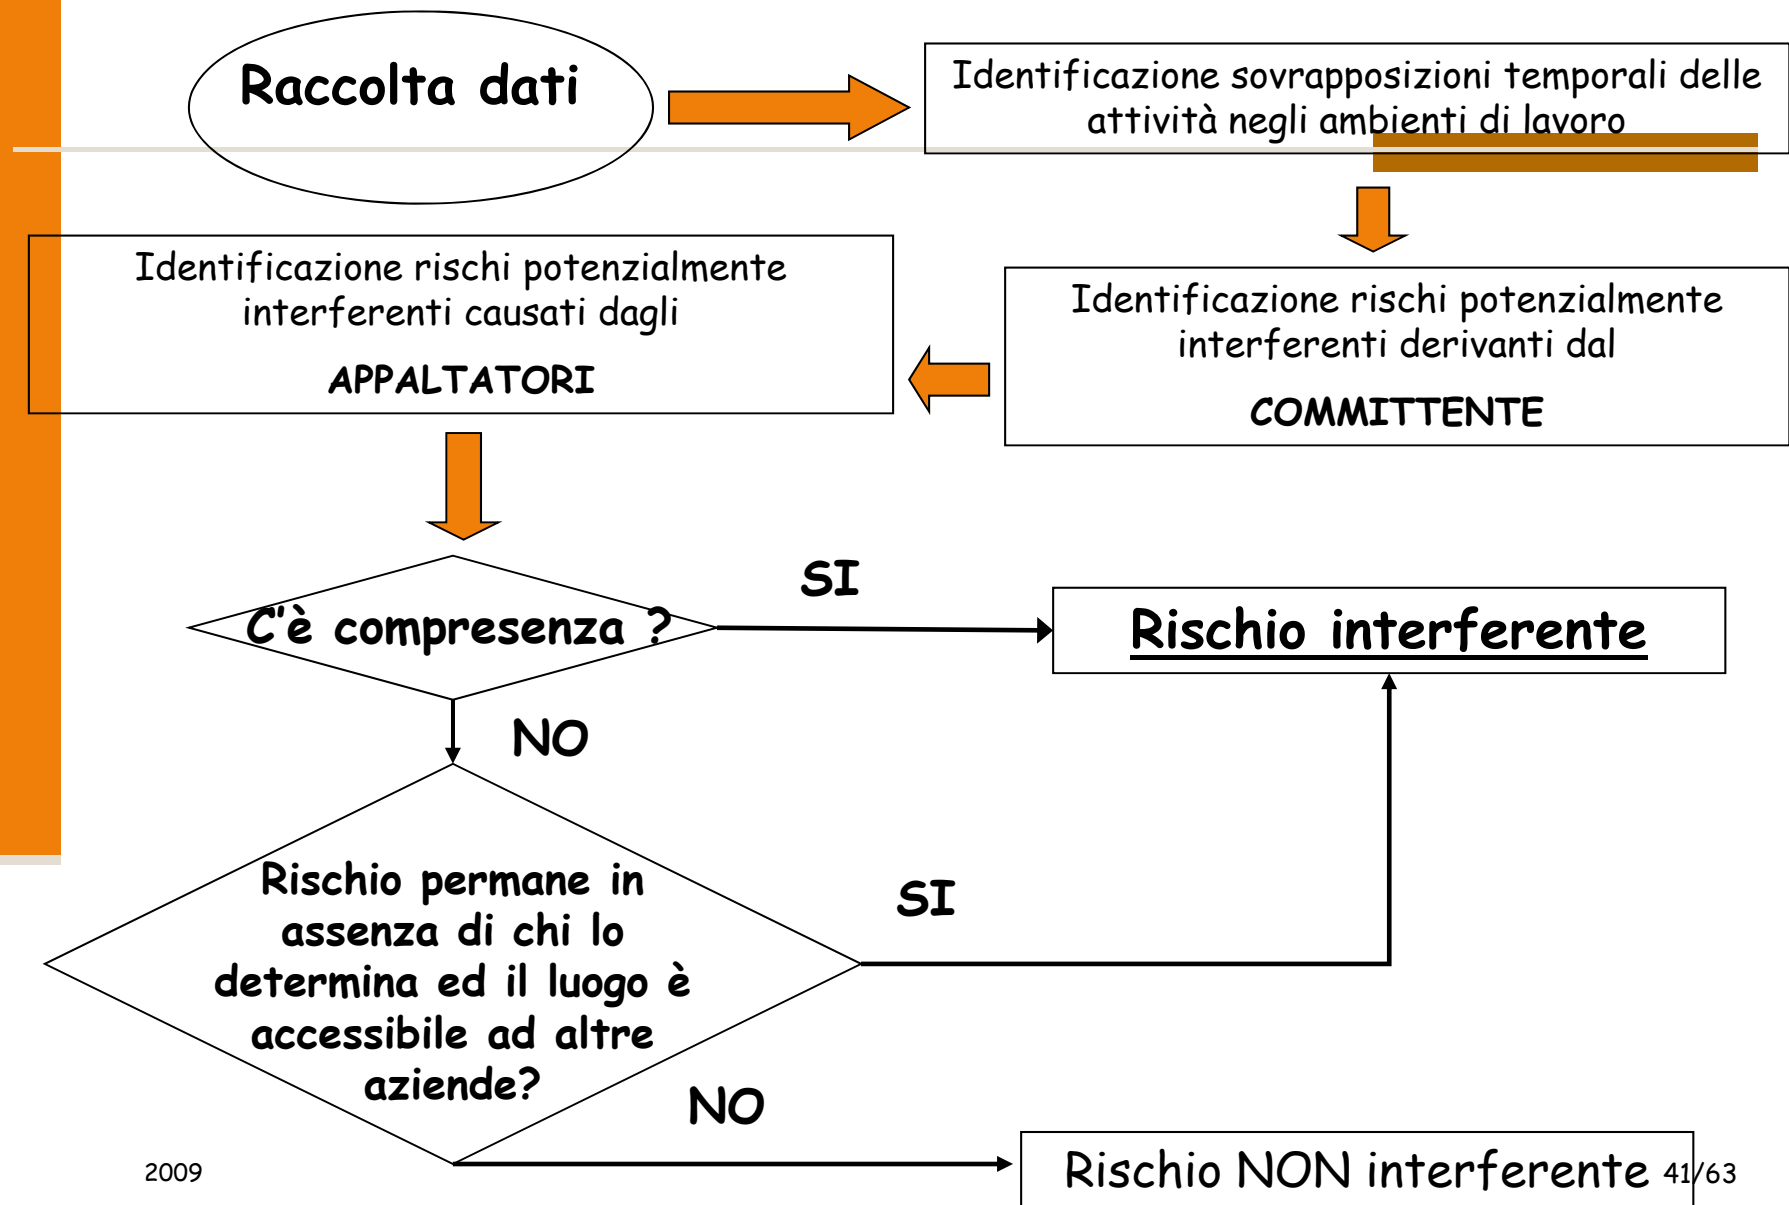 Raccolta dati
Identificazione sovrapposizioni temporali delle
attività negli ambienti di lavoro
Identificazione rischi potenzialmente
interferenti derivanti dal
COMMITTENTE
Identificazione rischi potenzialmente
interferenti causati dagli
APPALTATORI
C'è compresenza ?
SI
Rischio interferente
NO
Rischio permane in
assenza di chi lo
determina ed il luogo è
accessibile ad altre
aziende?
SI
NO
Rischio NON interferente
2009
41/63